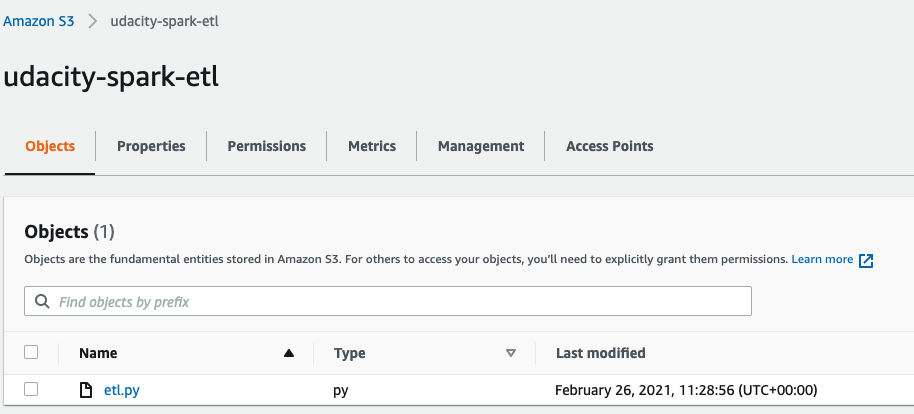 Amazon S3 > udacity-spark-etl
udacity-spark-etl
Objects Properties Permissions Metrics Management Access Points
Objects (1)
Objects are the fundamental entities stored in Amazon S3. For others to access your objects, you'll need to explicitly grant them permissions. Learn more
Find objects by prefix
Name Type Last modified
etl.py py February 26, 2021, 11:28:56 (UTC+00:00)